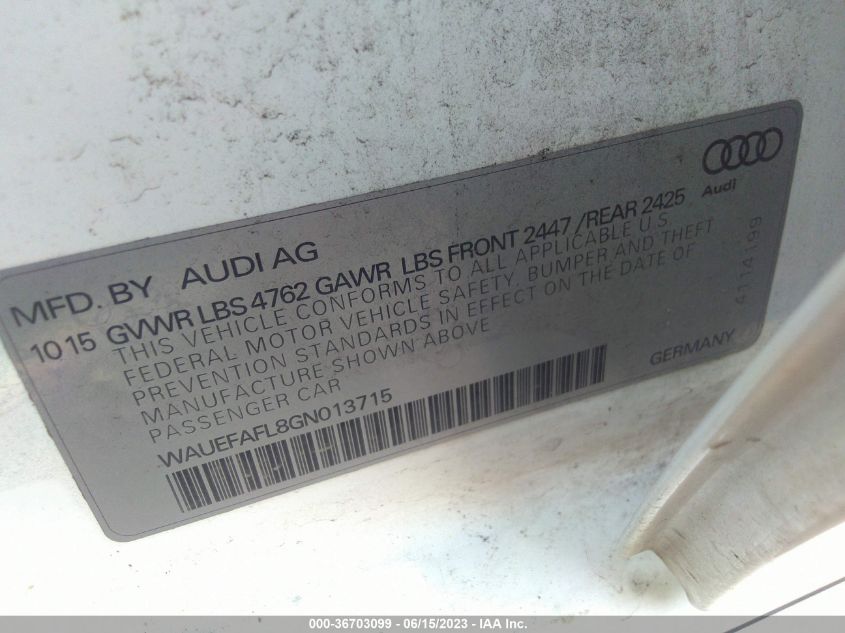 MFD. BY AUDI AG
Audi
1015 GVWR LBS 4762 GAWR LBS FRONT 2447 / REAR 2425
THIS VEHICLE CONFORMS TO ALL APPLICABLE U.S.
FEDERAL MOTOR VEHICLE SAFETY, BUMPER AND THEFT
PREVENTION STANDARDS IN EFFECT ON THE DATE OF
MANUFACTURE SHOWN ABOVE
PASSENGER CAR
GERMANY
4114199
WAUEFAFL8GN013715
000-36703099 - 06/15/2023 - IAA Inc.